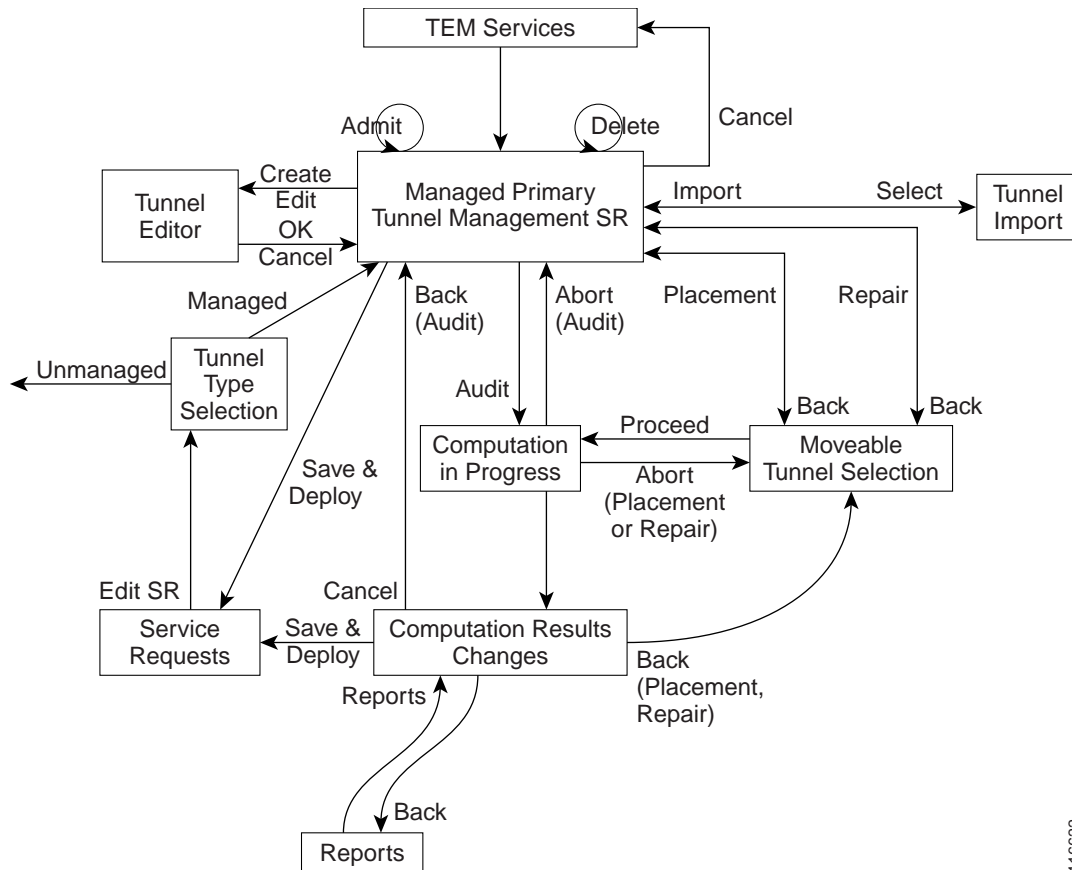 TEM Services
Cancel
Admit
Delete
Create
Edit
OK
Cancel
Tunnel
Editor
Managed Primary
Tunnel Management SR
Import
Select
Tunnel
Import
Managed
Back
(Audit)
Abort
(Audit)
Placement
Repair
Unmanaged
Tunnel
Type
Selection
Audit
Back
Back
Computation
in Progress
Proceed
Abort
(Placement
or Repair)
Moveable
Tunnel Selection
Save &
Deploy
Edit SR
Cancel
Service
Requests
Save &
Deploy
Computation Results
Changes
Back
(Placement,
Repair)
Reports
Back
Reports